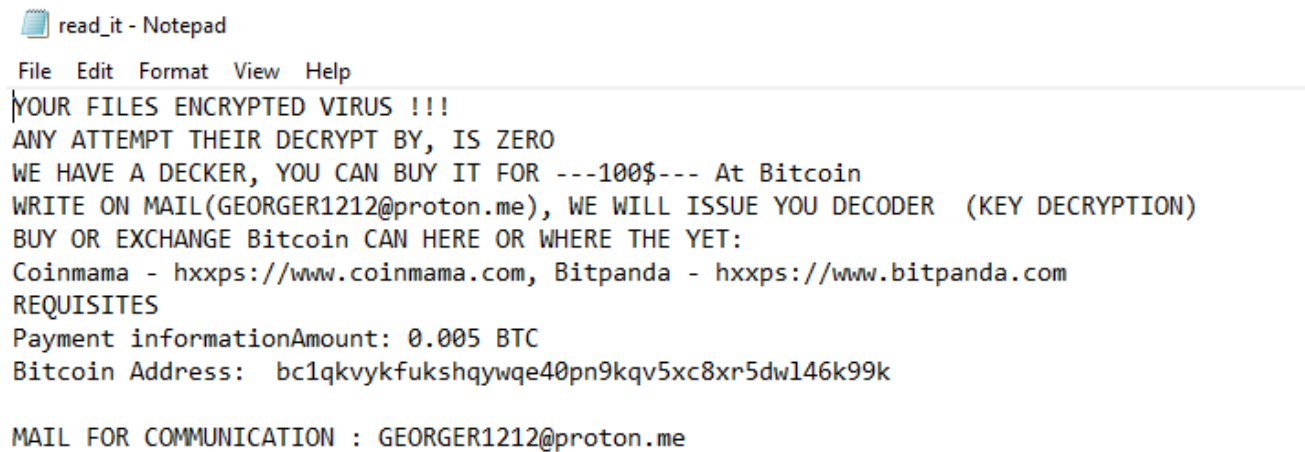 read_it - Notepad
File Edit Format View Help
YOUR FILES ENCRYPTED VIRUS !!!
ANY ATTEMPT THEIR DECRYPT BY, IS ZERO
WE HAVE A DECKER, YOU CAN BUY IT FOR ---100$--- At Bitcoin
WRITE ON MAIL(GEORGER1212@proton.me), WE WILL ISSUE YOU DECODER  (KEY DECRYPTION)
BUY OR EXCHANGE Bitcoin CAN HERE OR WHERE THE YET:
Coinmama - hxxps://www.coinmama.com, Bitpanda - hxxps://www.bitpanda.com
REQUISITES
Payment informationAmount: 0.005 BTC
Bitcoin Address:  bc1qkvykfukshqywqe40pn9kqv5xc8xr5dwl46k99k
MAIL FOR COMMUNICATION : GEORGER1212@proton.me